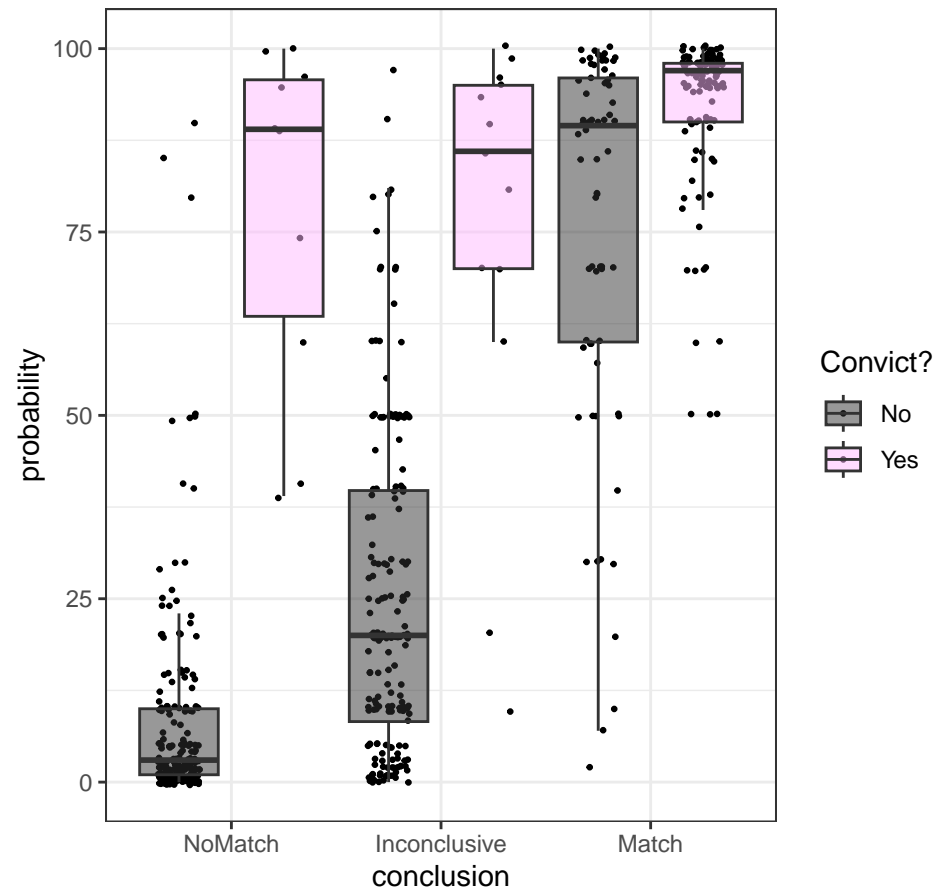 100
75
50
25
0
probability
NoMatch
Inconclusive
Match
conclusion
Convict?
No
Yes